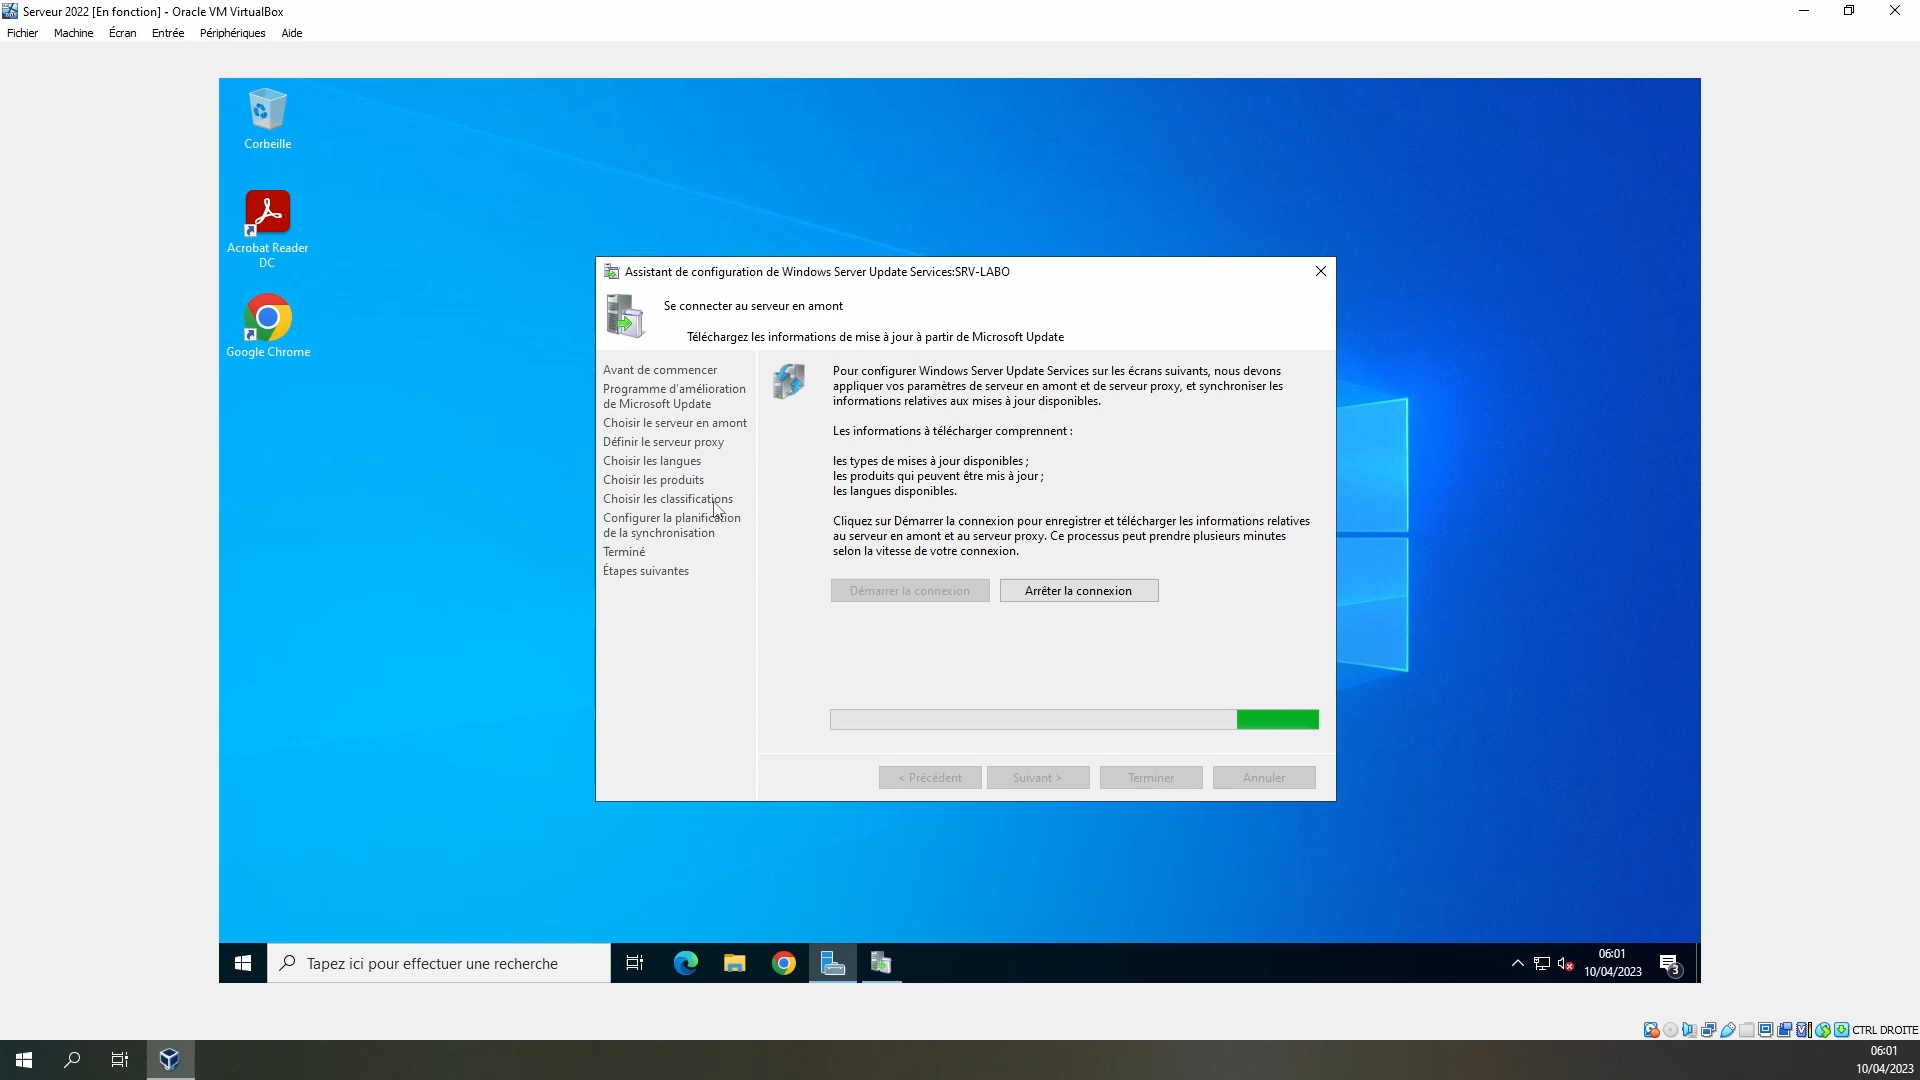 Serveur 2022 [En fonction] - Oracle VM VirtualBox
Fichier Machine Écran Entrée Périphériques Aide
Corbeille
Acrobat Reader
DC
Google Chrome
Assistant de configuration de Windows Server Update Services:SRV-LABO
Se connecter au serveur en amont
Téléchargez les informations de mise à jour à partir de Microsoft Update
Avant de commencer
Programme d'amélioration
de Microsoft Update
Choisir le serveur en amont
Définir le serveur proxy
Choisir les langues
Choisir les produits
Choisir les classifications
Configurer la planification
de la synchronisation
Terminé
Étapes suivantes
Pour configurer Windows Server Update Services sur les écrans suivants, nous devons
appliquer vos paramètres de serveur en amont et de serveur proxy, et synchroniser les
informations relatives aux mises à jour disponibles.
Les informations à télécharger comprennent :
les types de mises à jour disponibles ;
les produits qui peuvent être mis à jour ;
les langues disponibles.
Cliquez sur Démarrer la connexion pour enregistrer et télécharger les informations relatives
au serveur en amont et au serveur proxy. Ce processus peut prendre plusieurs minutes
selon la vitesse de votre connexion.
Démarrer la connexion Arrêter la connexion
< Précédent Suivant > Terminer Annuler
Tapez ici pour effectuer une recherche
06:01
10/04/2023
3
CTRL DROITE
06:01
10/04/2023